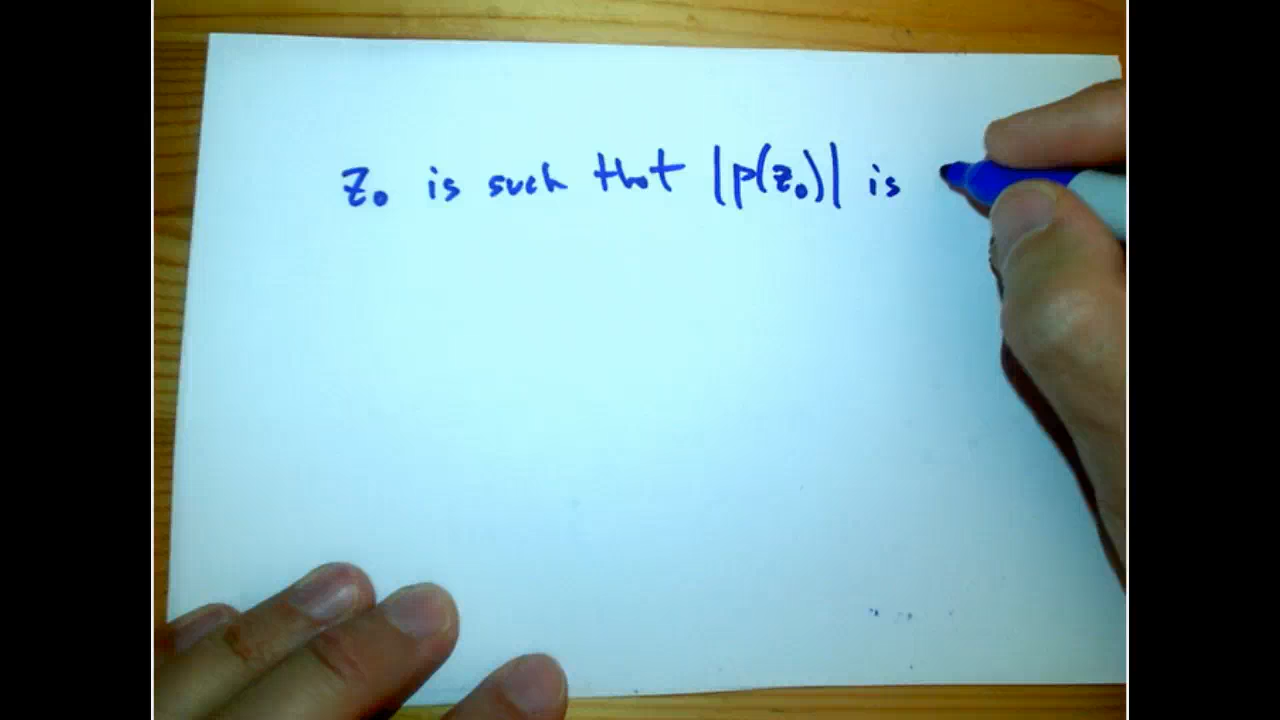 z₀ is such that |p(z₀)| is